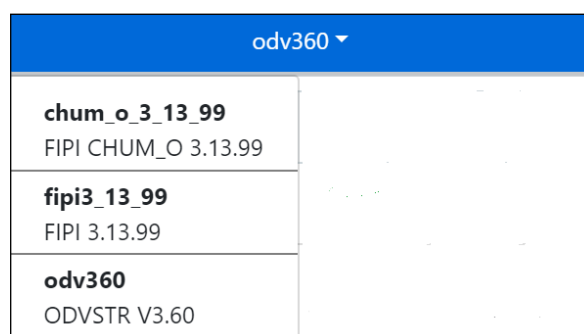 odv360
chum_o_3_13_99
FIPI CHUM_O 3.13.99
fipi3_13_99
FIPI 3.13.99
odv360
ODVSTR V3.60